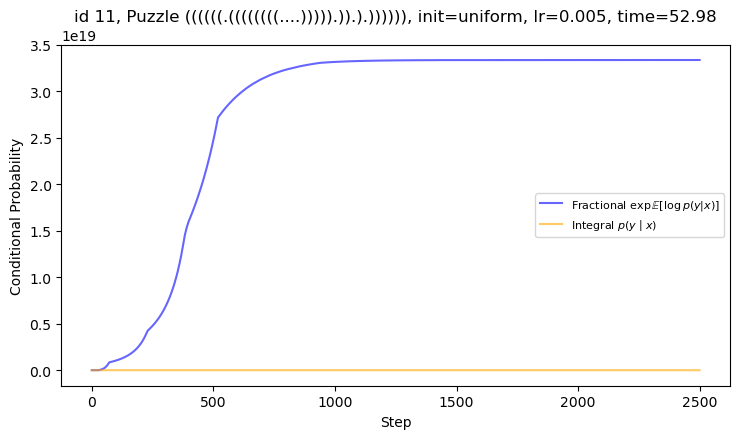 id 11, Puzzle ((((((.((((((((....))))).)).).)))))), init=uniform, lr=0.005, time=52.98
1e19
3.5
3.0
2.5
2.0
1.5
1.0
0.5
0.0
Conditional Probability
Fractional exp𝔼[log p(y|x)]
Integral p(y | x)
0
500
1000
1500
2000
2500
Step